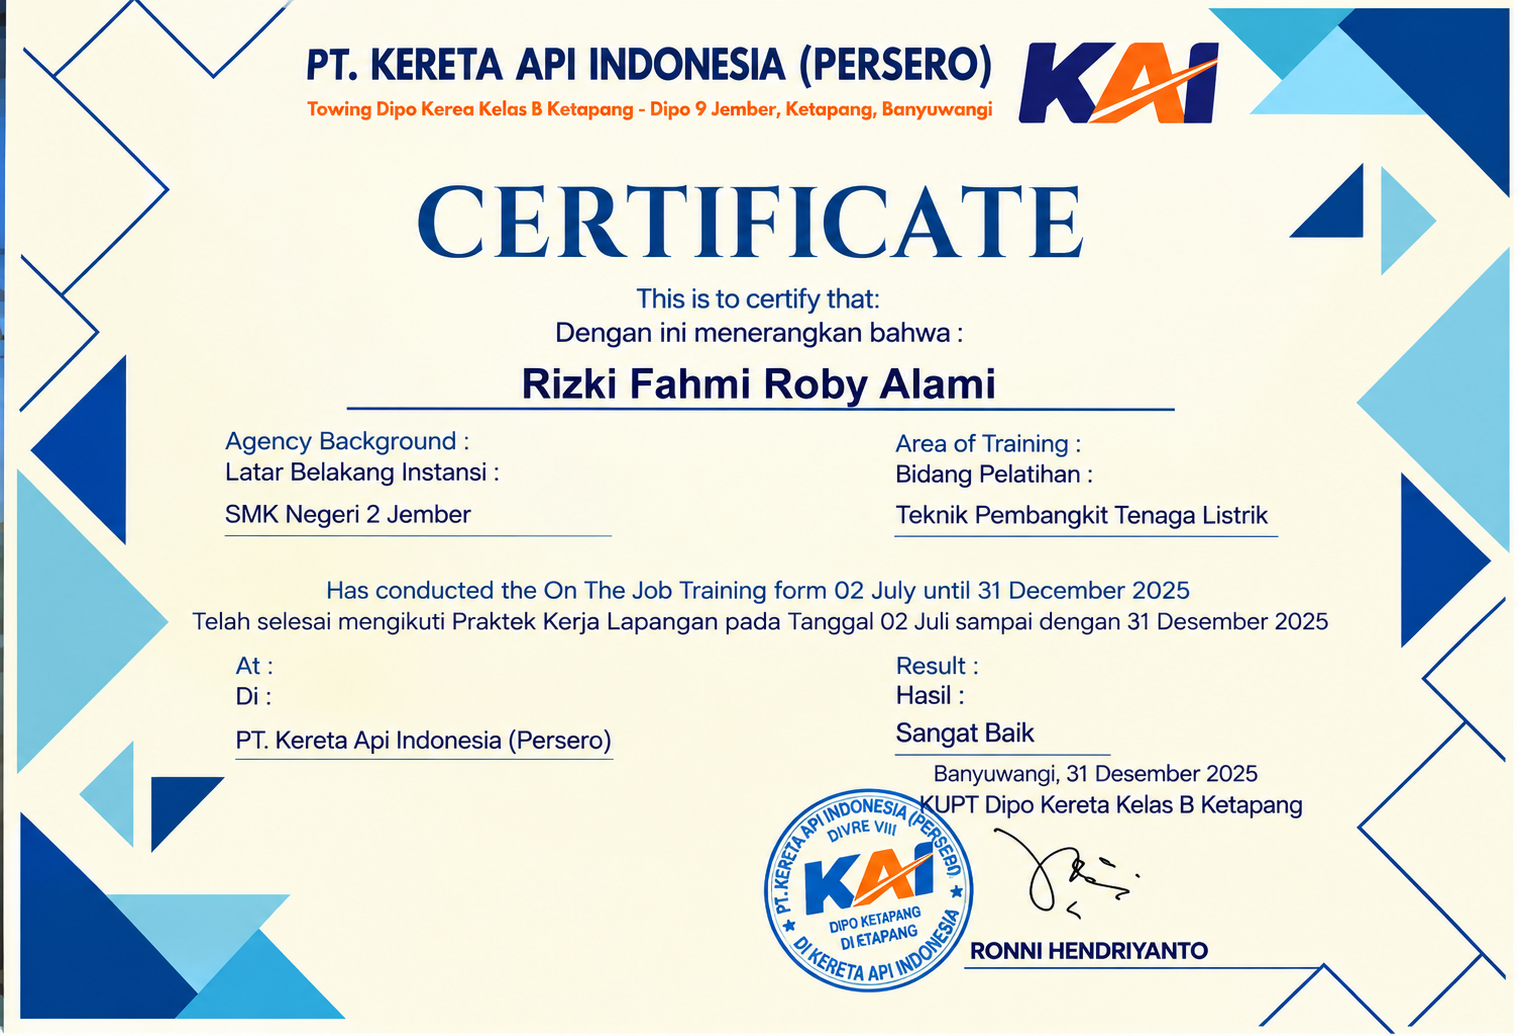 PT. KERETA API INDONESIA (PERSERO)
Towing Dipo Kerea Kelas B Ketapang - Dipo 9 Jember, Ketapang, Banyuwangi
KAI
CERTIFICATE
This is to certify that:
Dengan ini menerangkan bahwa :
Rizki Fahmi Roby Alami
Agency Background :
Latar Belakang Instansi :
SMK Negeri 2 Jember
Area of Training :
Bidang Pelatihan :
Teknik Pembangkit Tenaga Listrik
Has conducted the On The Job Training form 02 July until 31 December 2025
Telah selesai mengikuti Praktek Kerja Lapangan pada Tanggal 02 Juli sampai dengan 31 Desember 2025
At :
Di :
PT. Kereta Api Indonesia (Persero)
Result :
Hasil :
Sangat Baik
Banyuwangi, 31 Desember 2025
KUPT Dipo Kereta Kelas B Ketapang
PT. KERETA API INDONESIA
DIVRE VIII
KAI
DIPO KETAPANG
DI ETAPANG
DI KERETA API INDONESIA
RONNI HENDRIYANTO